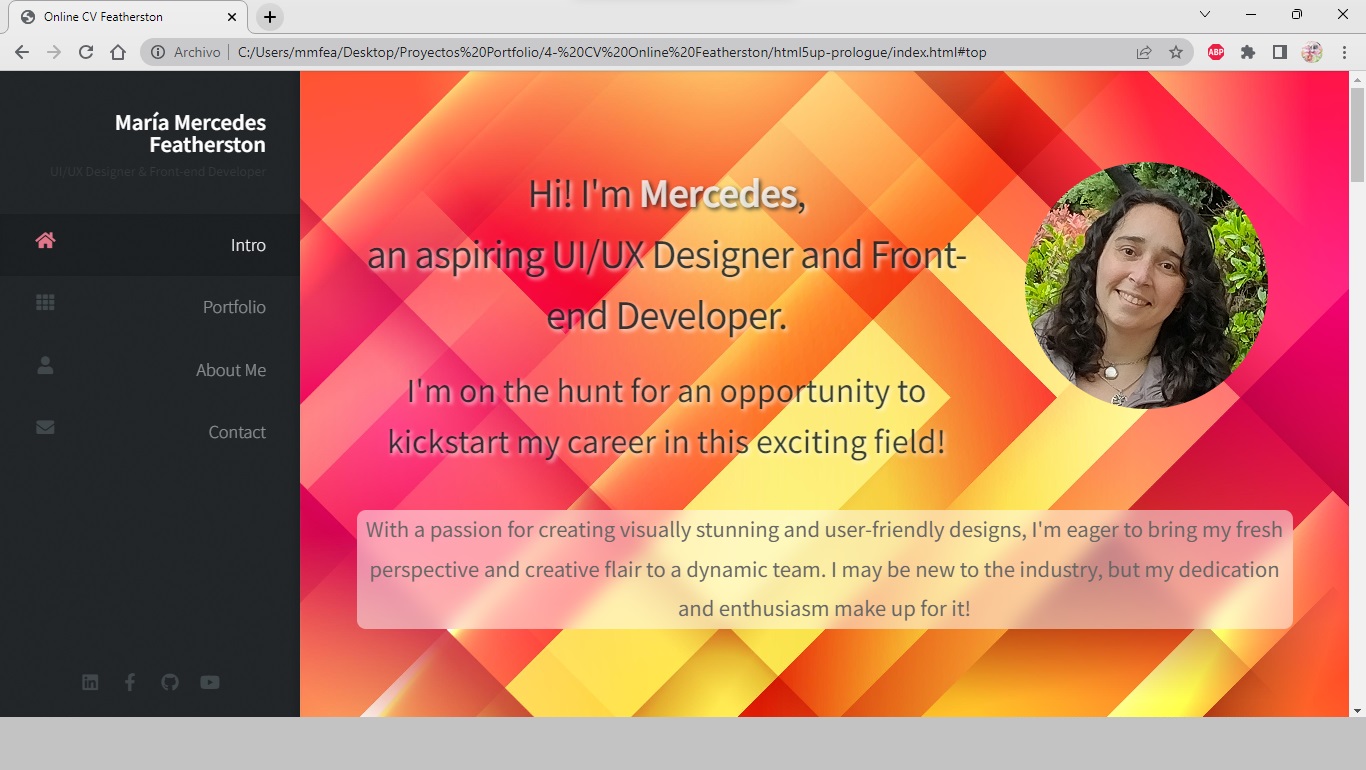 Online CV Featherston
Archivo
C:/Users/mmfea/Desktop/Proyectos%20Portfolio/4-%20CV%20Online%20Featherston/html5up-prologue/index.html#top
ABP
María Mercedes
Featherston
UI/UX Designer & Front-end Developer
Intro
Portfolio
About Me
Contact
Hi! I'm Mercedes,
an aspiring UI/UX Designer and Front-
end Developer.
I'm on the hunt for an opportunity to
kickstart my career in this exciting field!
With a passion for creating visually stunning and user-friendly designs, I'm eager to bring my fresh
perspective and creative flair to a dynamic team. I may be new to the industry, but my dedication
and enthusiasm make up for it!